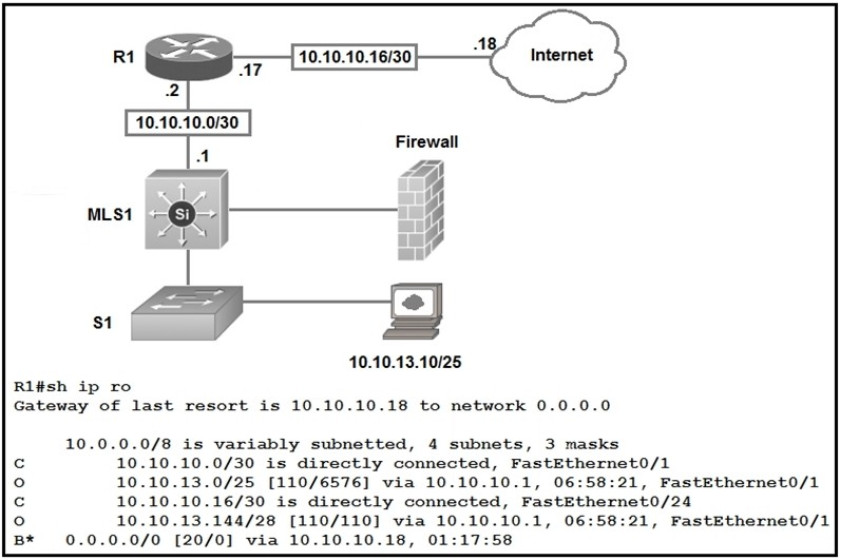 R1
.17
10.10.10.16/30
.18
Internet
.2
10.10.10.0/30
.1
Firewall
MLS1
Si
S1
10.10.13.10/25
R1#sh ip ro
Gateway of last resort is 10.10.10.18 to network 0.0.0.0
10.0.0.0/8 is variably subnetted, 4 subnets, 3 masks
C 10.10.10.0/30 is directly connected, FastEthernet0/1
O 10.10.13.0/25 [110/6576] via 10.10.10.1, 06:58:21, FastEthernet0/1
C 10.10.10.16/30 is directly connected, FastEthernet0/24
O 10.10.13.144/28 [110/110] via 10.10.10.1, 06:58:21, FastEthernet0/1
B* 0.0.0.0/0 [20/0] via 10.10.10.18, 01:17:58